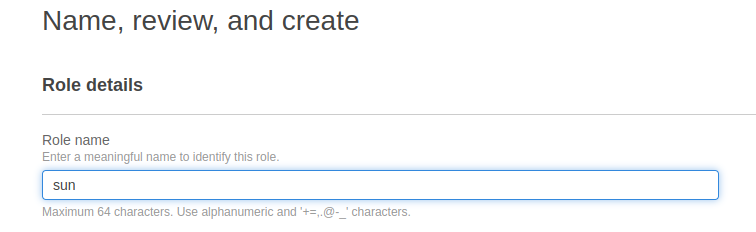 Name, review, and create
Role details
Role name
Enter a meaningful name to identify this role.
sun
Maximum 64 characters. Use alphanumeric and '+=,.@-_' characters.